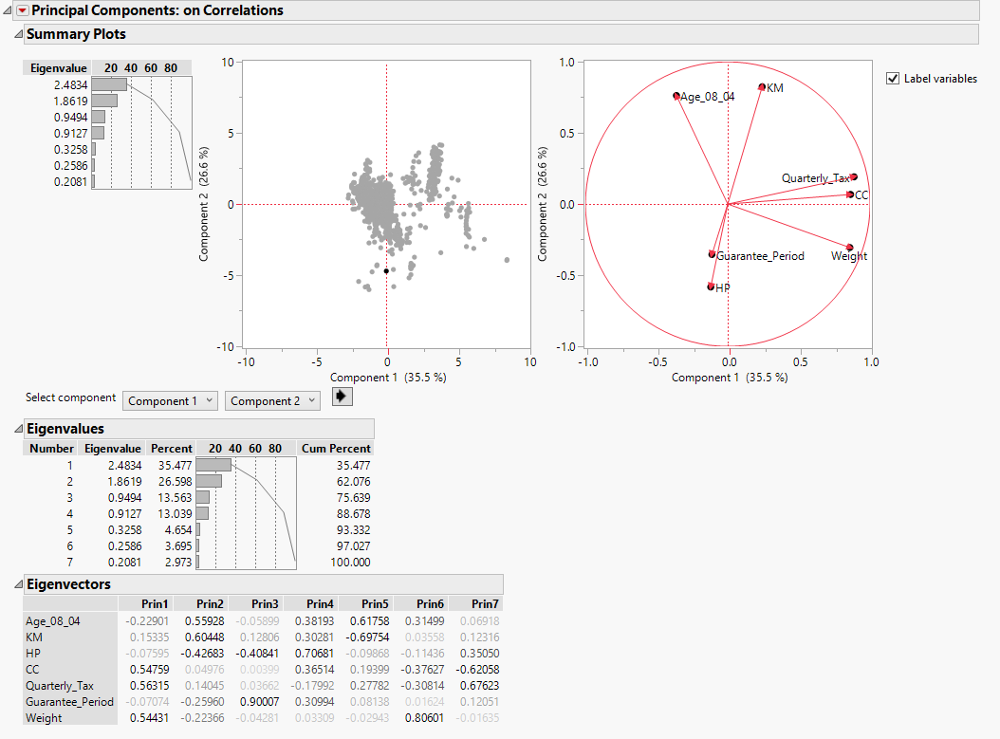 Principal Components: on Correlations
Summary Plots
Eigenvalue 20 40 60 80
2.4834
1.8619
0.9494
0.9127
0.3258
0.2586
0.2081
10
5
0
-5
-10
Component 2 (26.6 %)
-10 -5 0 5 10
Component 1 (35.5 %)
1.0
0.5
0.0
-0.5
-1.0
Component 2 (26.6 %)
Age_08_04
KM
Quarterly_Tax
CC
Guarantee_Period
Weight
HP
-1.0 -0.5 0.0 0.5 1.0
Component 1 (35.5 %)
Label variables
Select component Component 1 Component 2
Eigenvalues
Number Eigenvalue Percent 20 40 60 80 Cum Percent
1 2.4834 35.477 35.477
2 1.8619 26.598 62.076
3 0.9494 13.563 75.639
4 0.9127 13.039 88.678
5 0.3258 4.654 93.332
6 0.2586 3.695 97.027
7 0.2081 2.973 100.000
Eigenvectors
Prin1 Prin2 Prin3 Prin4 Prin5 Prin6 Prin7
Age_08_04 -0.22901 0.55928 -0.05899 0.38193 0.61758 0.31499 0.06918
KM 0.15335 0.60448 0.12806 0.30281 -0.69754 0.03558 0.12316
HP -0.07595 -0.42683 -0.40841 0.70681 -0.09868 -0.11436 0.35050
CC 0.54759 0.04976 0.00399 0.36514 0.19399 -0.37627 -0.62058
Quarterly_Tax 0.56315 0.14045 0.03662 -0.17992 0.27782 -0.30814 0.67623
Guarantee_Period -0.07074 -0.25960 0.90007 0.30994 0.08138 0.01624 0.12051
Weight 0.54431 -0.22366 -0.04281 0.03309 -0.02943 0.80601 -0.01635